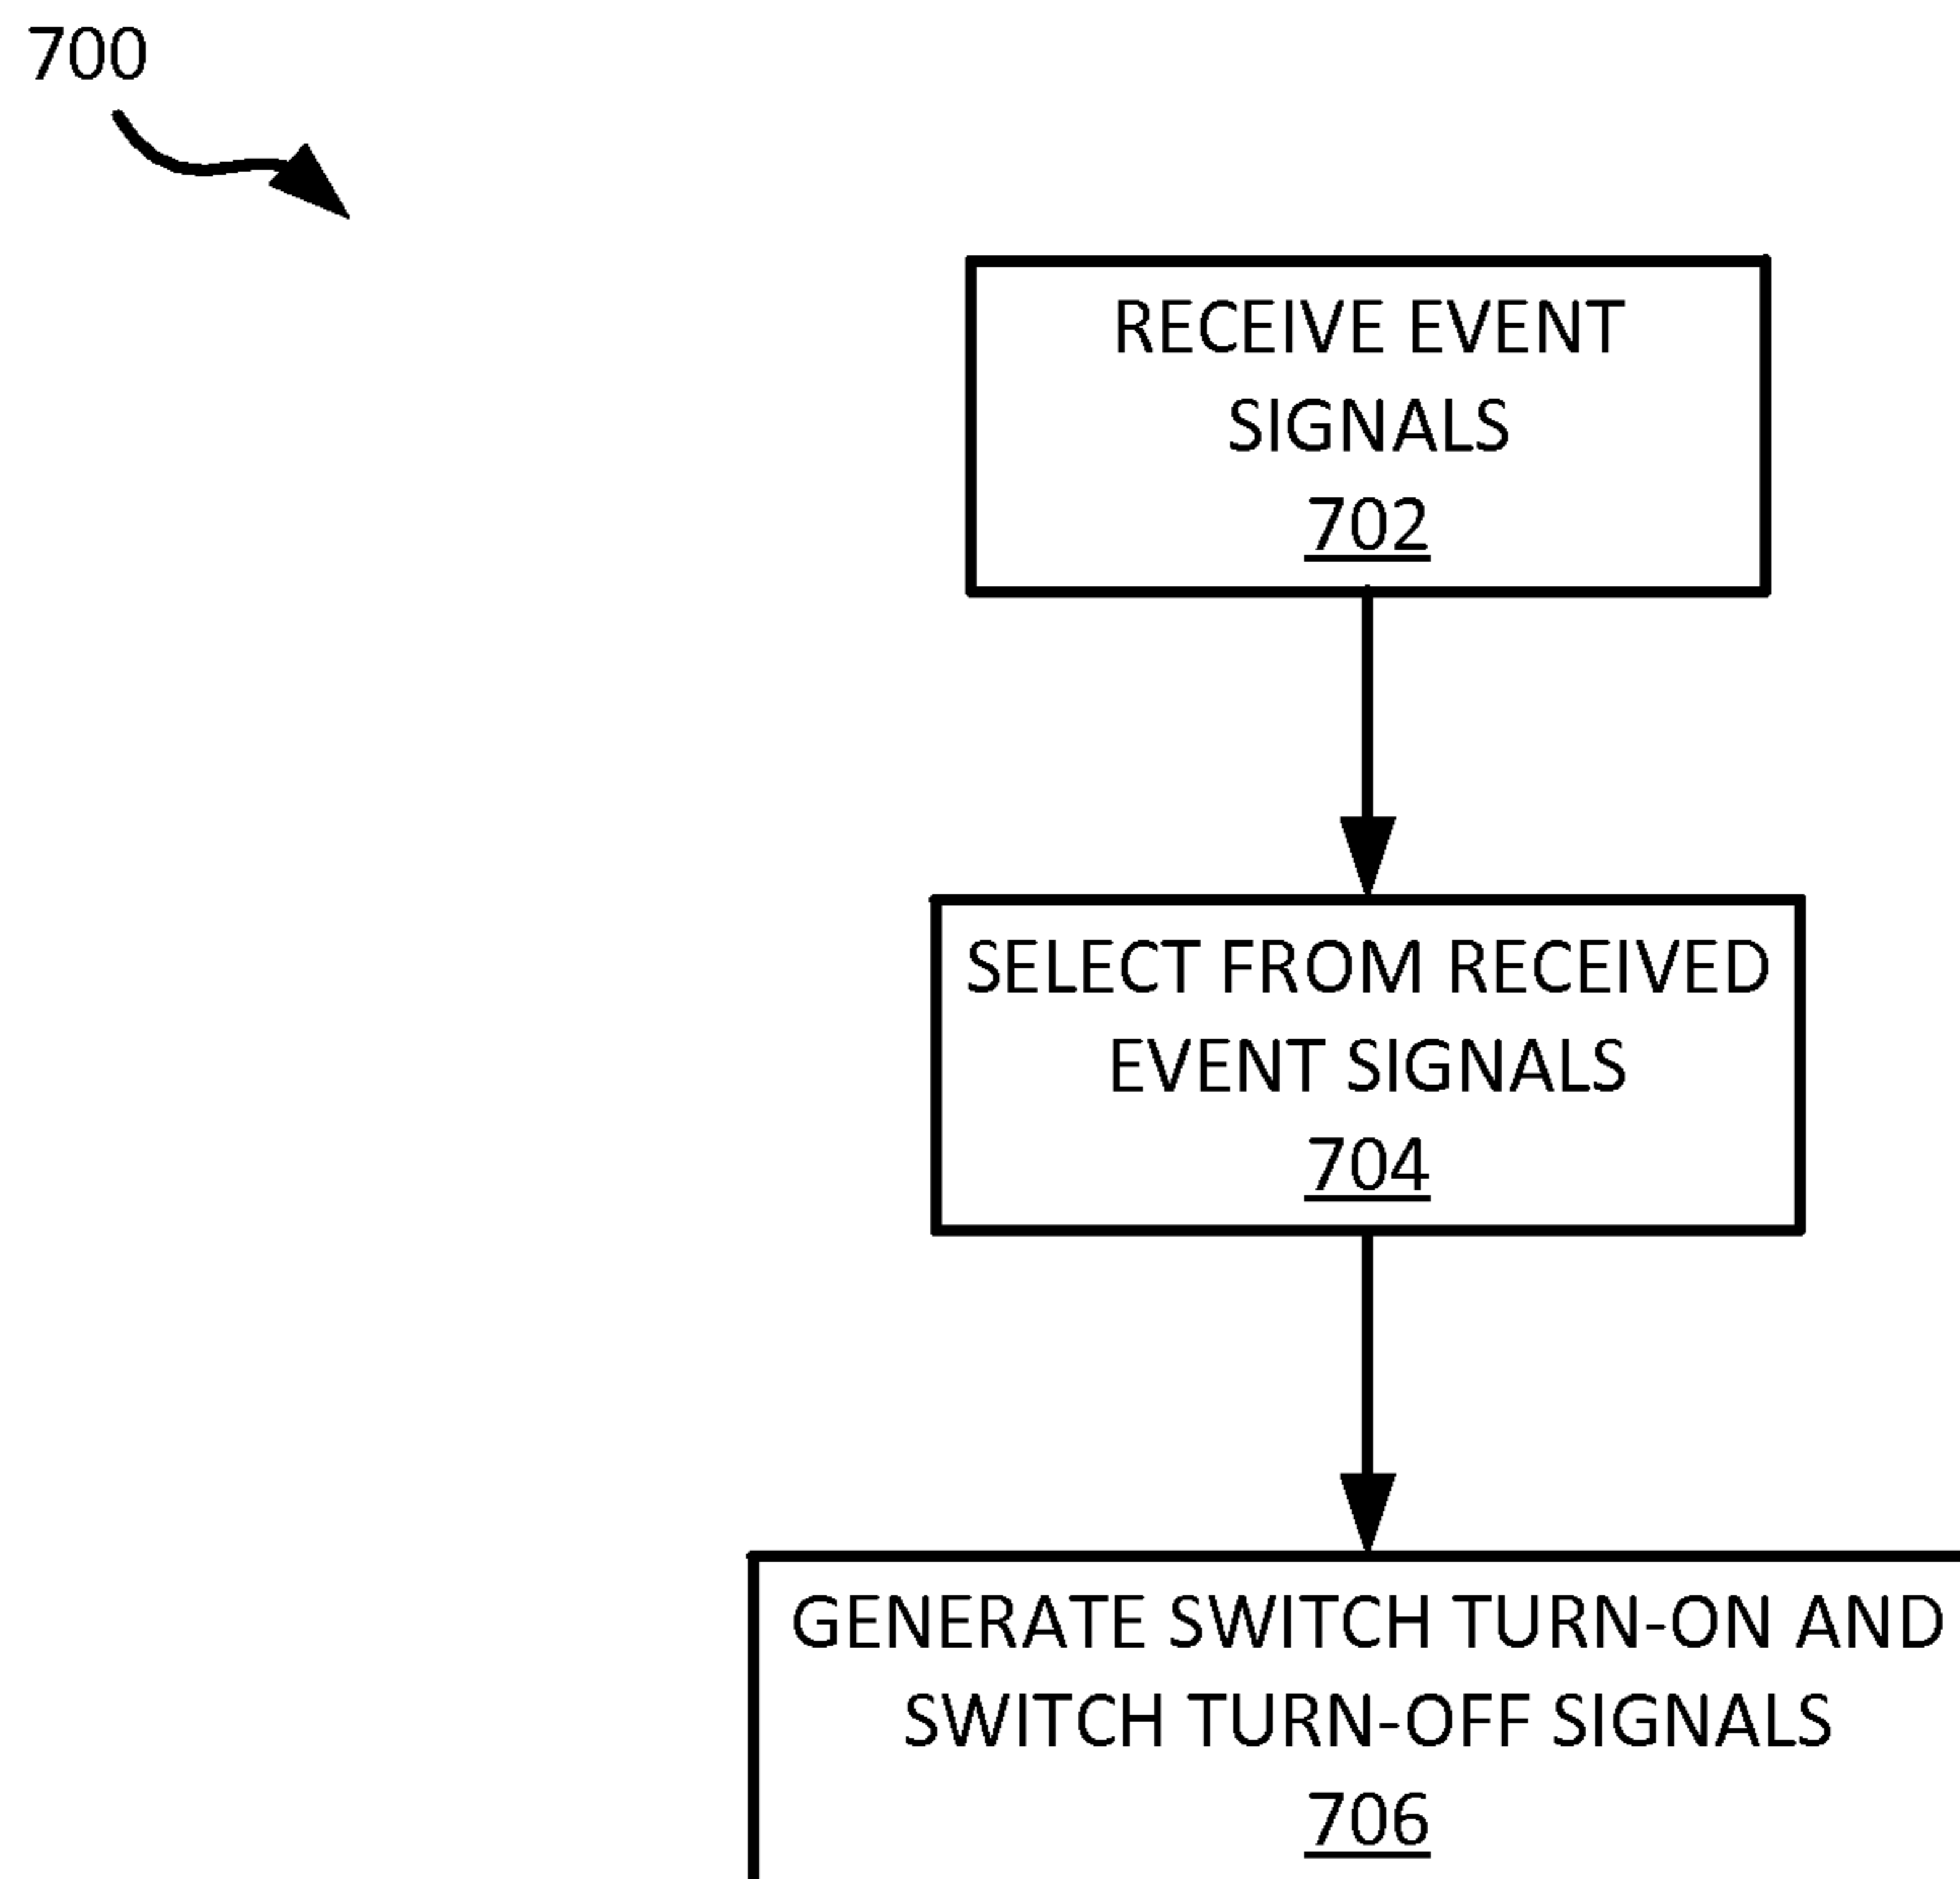 700
RECEIVE EVENT
SIGNALS
702
SELECT FROM RECEIVED
EVENT SIGNALS
704
GENERATE SWITCH TURN-ON AND
SWITCH TURN-OFF SIGNALS
706